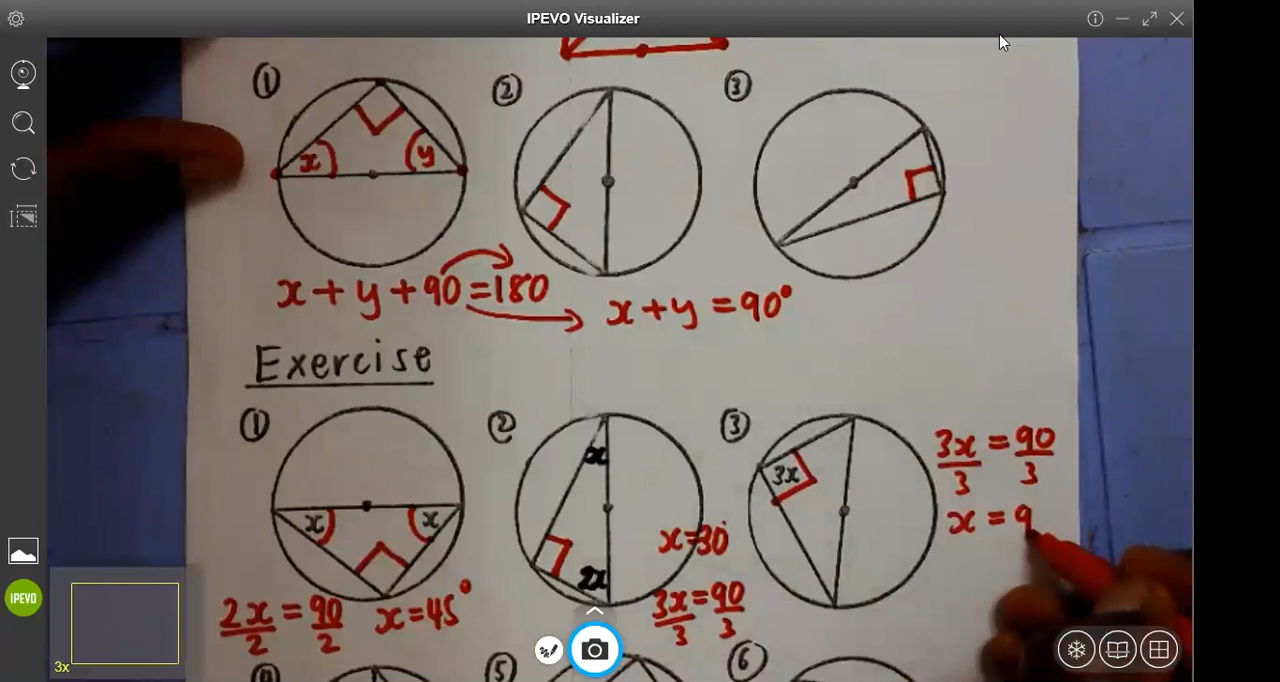 IPEVO Visualizer
① ② ③
x y
x + y + 90 = 180
x + y = 90°
Exercise
① ② ③
x x
2x/2 = 90/2 x = 45°
x
2x
x = 30°
3x/3 = 90/3
3x
3x/3 = 90/3
x = 9
⑤ ⑥
IPEVO
3x